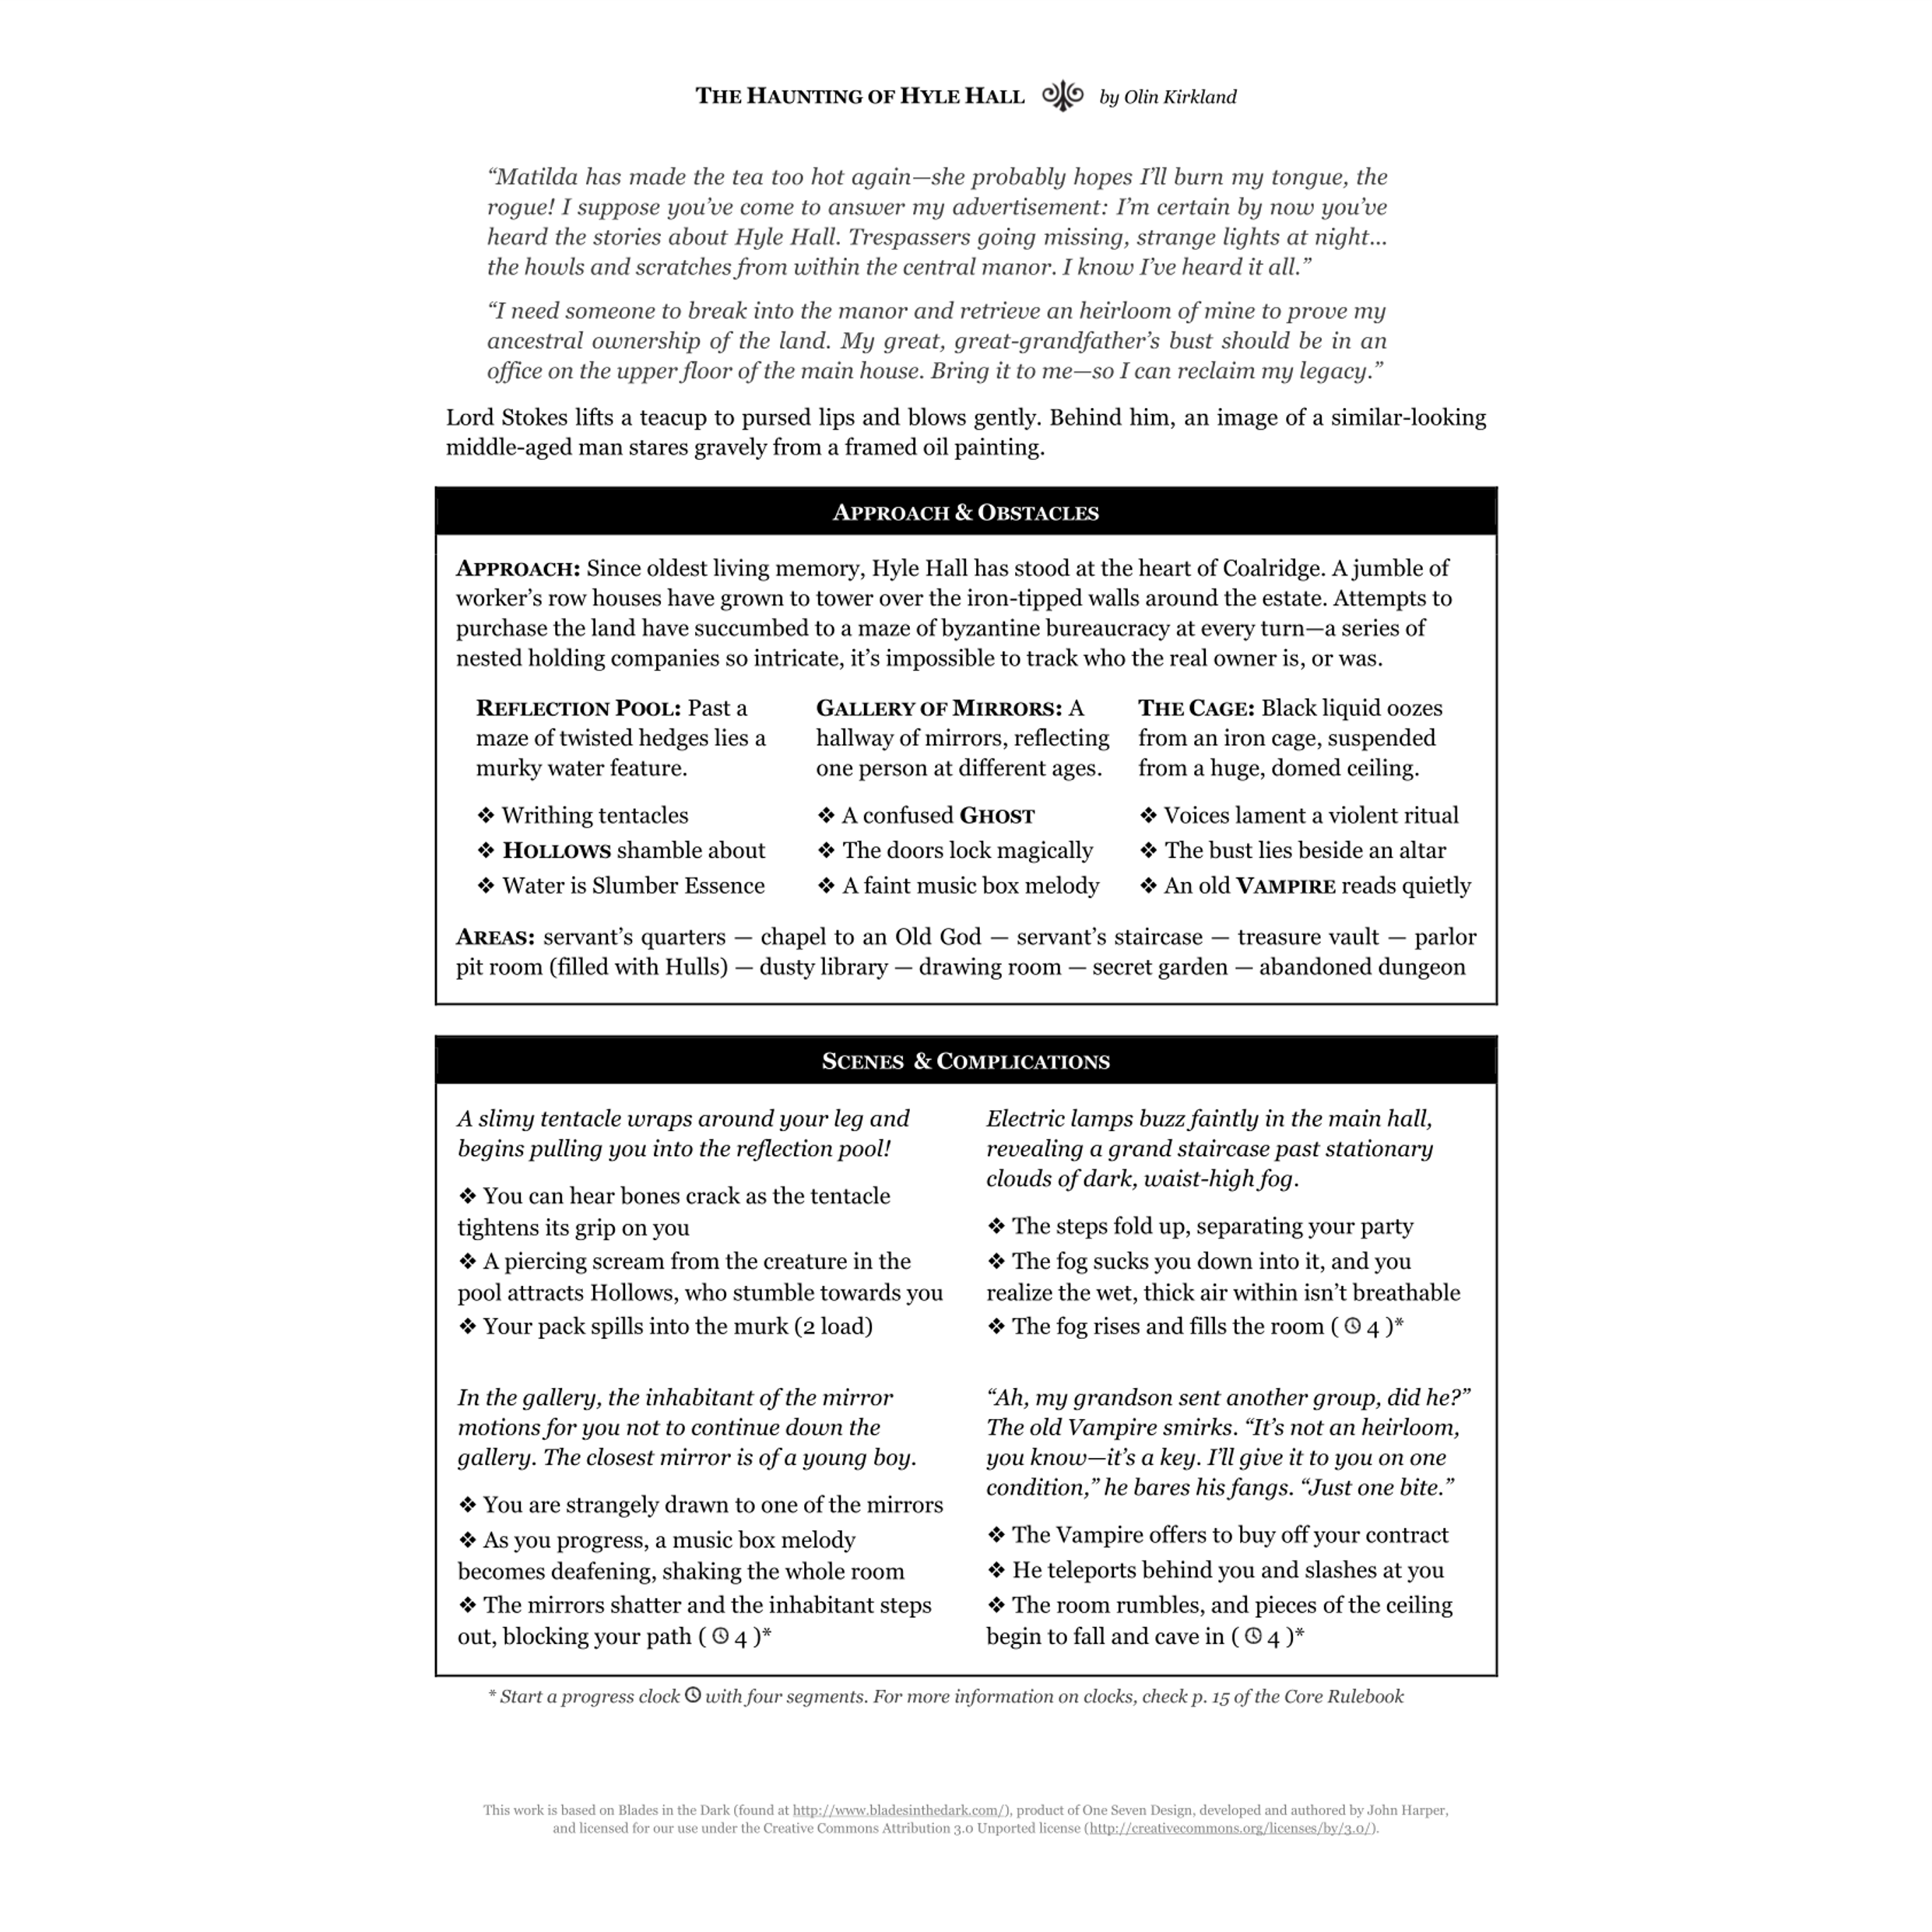 THE HAUNTING OF HYLE HALL by Olin Kirkland
“Matilda has made the tea too hot again—she probably hopes I’ll burn my tongue, the
rogue! I suppose you’ve come to answer my advertisement: I’m certain by now you’ve
heard the stories about Hyle Hall. Trespassers going missing, strange lights at night...
the howls and scratches from within the central manor. I know I’ve heard it all.”
“I need someone to break into the manor and retrieve an heirloom of mine to prove my
ancestral ownership of the land. My great, great-grandfather’s bust should be in an
office on the upper floor of the main house. Bring it to me—so I can reclaim my legacy.”
Lord Stokes lifts a teacup to pursed lips and blows gently. Behind him, an image of a similar-looking
middle-aged man stares gravely from a framed oil painting.
APPROACH & OBSTACLES
APPROACH: Since oldest living memory, Hyle Hall has stood at the heart of Coalridge. A jumble of
worker’s row houses have grown to tower over the iron-tipped walls around the estate. Attempts to
purchase the land have succumbed to a maze of byzantine bureaucracy at every turn—a series of
nested holding companies so intricate, it’s impossible to track who the real owner is, or was.
REFLECTION POOL: Past a
maze of twisted hedges lies a
murky water feature.
❖ Writhing tentacles
❖ HOLLOWS shamble about
❖ Water is Slumber Essence
GALLERY OF MIRRORS: A
hallway of mirrors, reflecting
one person at different ages.
❖ A confused GHOST
❖ The doors lock magically
❖ A faint music box melody
THE CAGE: Black liquid oozes
from an iron cage, suspended
from a huge, domed ceiling.
❖ Voices lament a violent ritual
❖ The bust lies beside an altar
❖ An old VAMPIRE reads quietly
AREAS: servant’s quarters — chapel to an Old God — servant’s staircase — treasure vault — parlor
pit room (filled with Hulls) — dusty library — drawing room — secret garden — abandoned dungeon
SCENES & COMPLICATIONS
A slimy tentacle wraps around your leg and
begins pulling you into the reflection pool!
❖ You can hear bones crack as the tentacle
tightens its grip on you
❖ A piercing scream from the creature in the
pool attracts Hollows, who stumble towards you
❖ Your pack spills into the murk (2 load)
Electric lamps buzz faintly in the main hall,
revealing a grand staircase past stationary
clouds of dark, waist-high fog.
❖ The steps fold up, separating your party
❖ The fog sucks you down into it, and you
realize the wet, thick air within isn’t breathable
❖ The fog rises and fills the room ( 🕓 4 )*
In the gallery, the inhabitant of the mirror
motions for you not to continue down the
gallery. The closest mirror is of a young boy.
❖ You are strangely drawn to one of the mirrors
❖ As you progress, a music box melody
becomes deafening, shaking the whole room
❖ The mirrors shatter and the inhabitant steps
out, blocking your path ( 🕓 4 )*
“Ah, my grandson sent another group, did he?”
The old Vampire smirks. “It’s not an heirloom,
you know—it’s a key. I’ll give it to you on one
condition,” he bares his fangs. “Just one bite.”
❖ The Vampire offers to buy off your contract
❖ He teleports behind you and slashes at you
❖ The room rumbles, and pieces of the ceiling
begin to fall and cave in ( 🕓 4 )*
* Start a progress clock 🕓 with four segments. For more information on clocks, check p. 15 of the Core Rulebook
This work is based on Blades in the Dark (found at http://www.bladesinthedark.com/), product of One Seven Design, developed and authored by John Harper,
and licensed for our use under the Creative Commons Attribution 3.0 Unported license (http://creativecommons.org/licenses/by/3.0/).